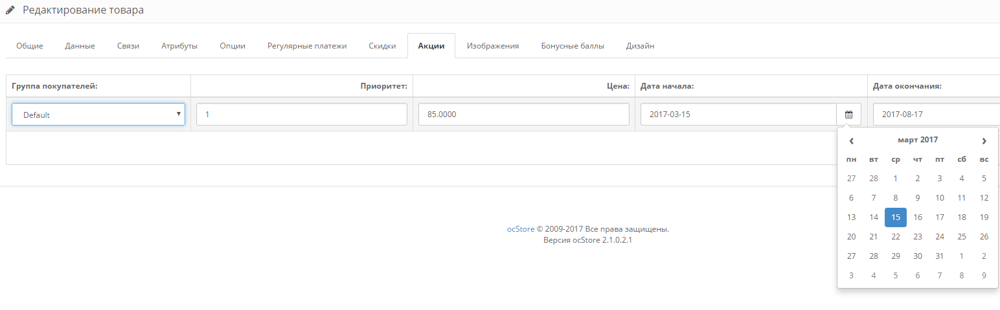 Редактирование товара
Общие Данные Связи Атрибуты Опции Регулярные платежи Скидки Акции Изображения Бонусные баллы Дизайн
Группа покупателей: Приоритет: Цена: Дата начала: Дата окончания:
Default 1 85.0000 2017-03-15 2017-08-17
‹ март 2017 ›
пн вт ср чт пт сб вс
27 28 1 2 3 4 5
6 7 8 9 10 11 12
13 14 15 16 17 18 19
20 21 22 23 24 25 26
27 28 29 30 31 1 2
3 4 5 6 7 8 9
ocStore © 2009-2017 Все права защищены.
Версия ocStore 2.1.0.2.1